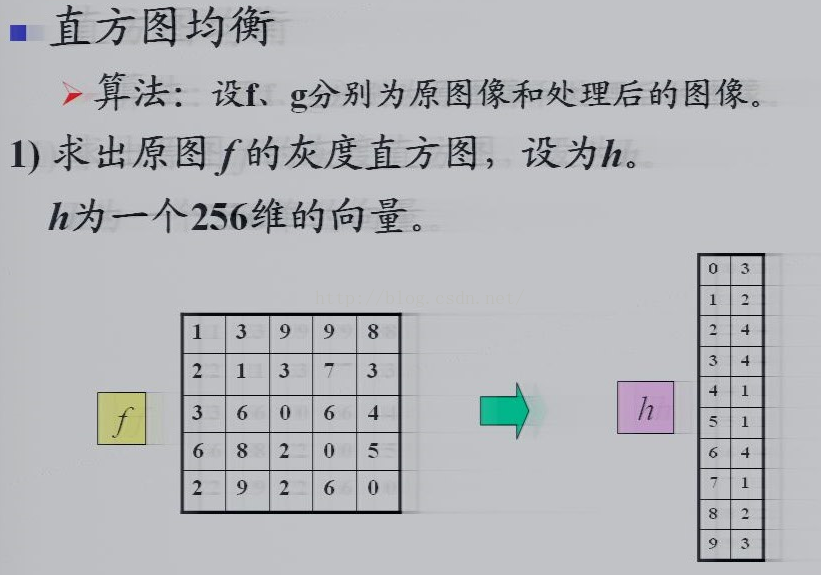 直方图均衡
算法：设f、g分别为原图像和处理后的图像。
1) 求出原图f的灰度直方图，设为h。
h为一个256维的向量。
http://blog.csdn.net/
f
1 3 9 9 8
2 1 3 7 3
3 6 0 6 4
6 8 2 0 5
2 9 2 6 0
h
0 3
1 2
2 4
3 4
4 1
5 1
6 4
7 1
8 2
9 3